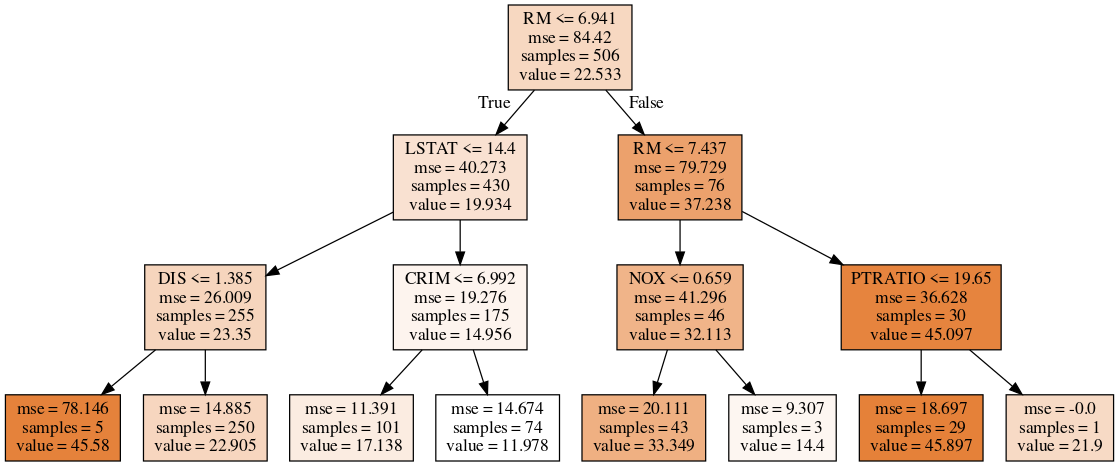 RM <= 6.941
mse = 84.42
samples = 506
value = 22.533
True
False
LSTAT <= 14.4
mse = 40.273
samples = 430
value = 19.934
RM <= 7.437
mse = 79.729
samples = 76
value = 37.238
DIS <= 1.385
mse = 26.009
samples = 255
value = 23.35
CRIM <= 6.992
mse = 19.276
samples = 175
value = 14.956
NOX <= 0.659
mse = 41.296
samples = 46
value = 32.113
PTRATIO <= 19.65
mse = 36.628
samples = 30
value = 45.097
mse = 78.146
samples = 5
value = 45.58
mse = 14.885
samples = 250
value = 22.905
mse = 11.391
samples = 101
value = 17.138
mse = 14.674
samples = 74
value = 11.978
mse = 20.111
samples = 43
value = 33.349
mse = 9.307
samples = 3
value = 14.4
mse = 18.697
samples = 29
value = 45.897
mse = -0.0
samples = 1
value = 21.9